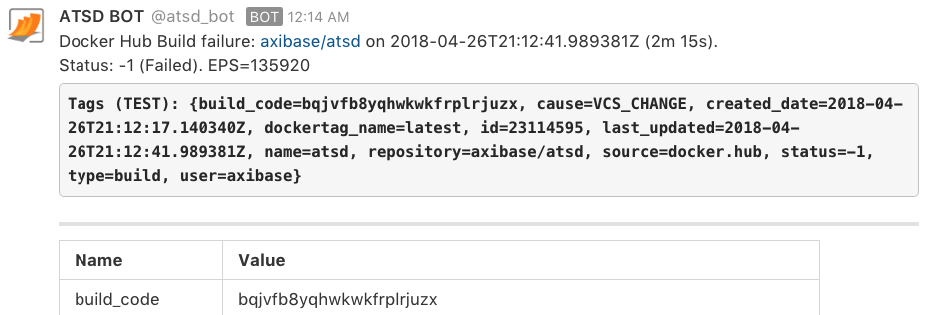 ATSD BOT @atsd_bot BOT 12:14 AM
Docker Hub Build failure: axibase/atsd on 2018-04-26T21:12:41.989381Z (2m 15s).
Status: -1 (Failed). EPS=135920
Tags (TEST): {build_code=bqjvfb8yqhwkwkfrplrjuzx, cause=VCS_CHANGE, created_date=2018-04-
26T21:12:17.140340Z, dockertag_name=latest, id=23114595, last_updated=2018-04-
26T21:12:41.989381Z, name=atsd, repository=axibase/atsd, source=docker.hub, status=-1,
type=build, user=axibase}
Name Value
build_code bqjvfb8yqhwkwkfrplrjuzx